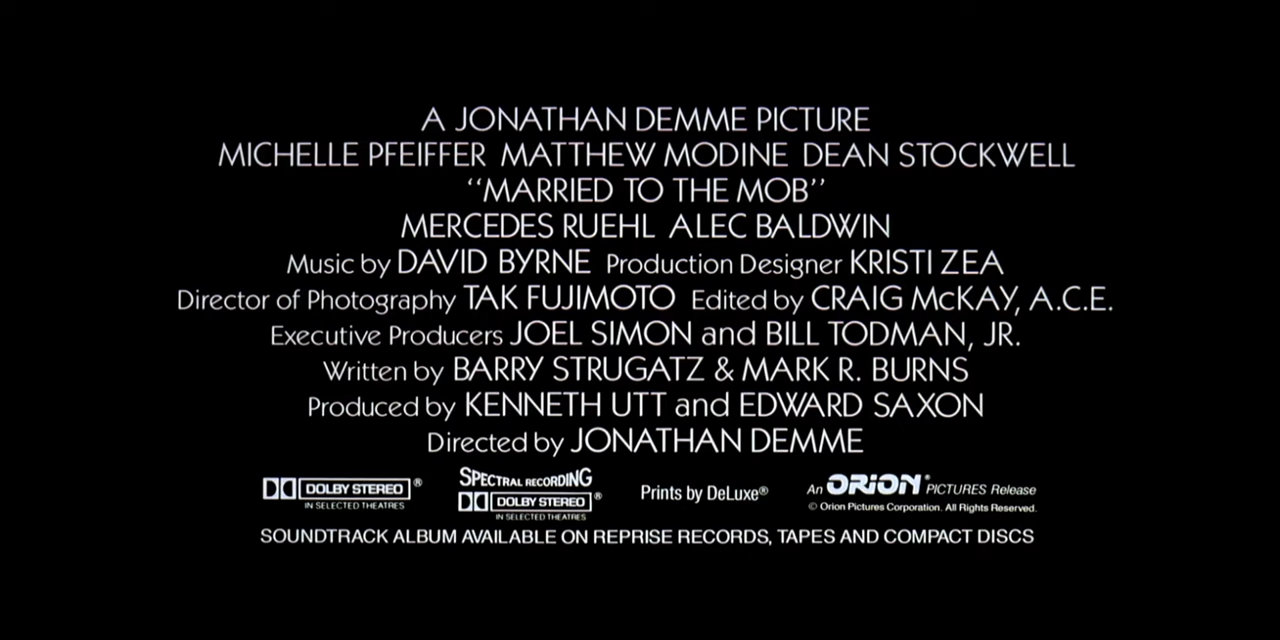 A JONATHAN DEMME PICTURE
MICHELLE PFEIFFER MATTHEW MODINE DEAN STOCKWELL
"MARRIED TO THE MOB"
MERCEDES RUEHL ALEC BALDWIN
Music by DAVID BYRNE Production Designer KRISTI ZEA
Director of Photography TAK FUJIMOTO Edited by CRAIG McKAY, A.C.E.
Executive Producers JOEL SIMON and BILL TODMAN, JR.
Written by BARRY STRUGATZ & MARK R. BURNS
Produced by KENNETH UTT and EDWARD SAXON
Directed by JONATHAN DEMME
DOLBY STEREO®
IN SELECTED THEATRES
SPECTRAL RECORDING
DOLBY STEREO®
IN SELECTED THEATRES
Prints by DeLuxe®
An ORION® PICTURES Release
© Orion Pictures Corporation. All Rights Reserved.
SOUNDTRACK ALBUM AVAILABLE ON REPRISE RECORDS, TAPES AND COMPACT DISCS